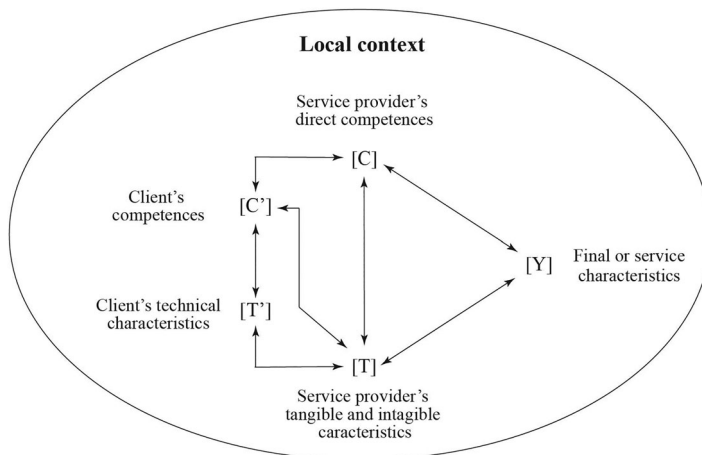 Local context
Service provider’s
direct competences
[C]
Client’s
competences
[C’]
[Y]
Final or service
characteristics
Client’s technical
characteristics
[T’]
[T]
Service provider’s
tangible and intagible
caracteristics